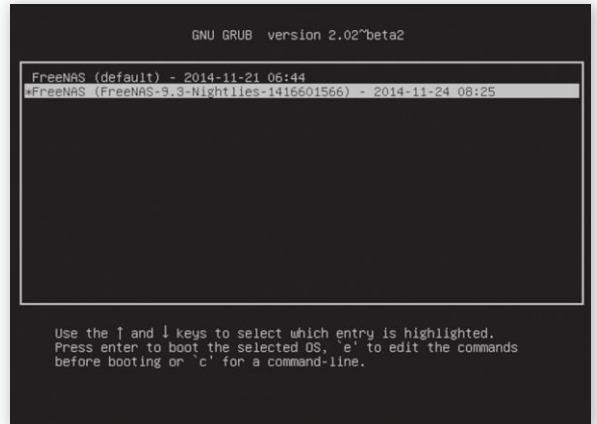 GNU GRUB version 2.02~beta2
FreeNAS (default) - 2014-11-21 06:44
*FreeNAS (FreeNAS-9.3-Nightlies-1416601566) - 2014-11-24 08:25
Use the ↑ and ↓ keys to select which entry is highlighted.
Press enter to boot the selected OS, `e' to edit the commands
before booting or `c' for a command-line.